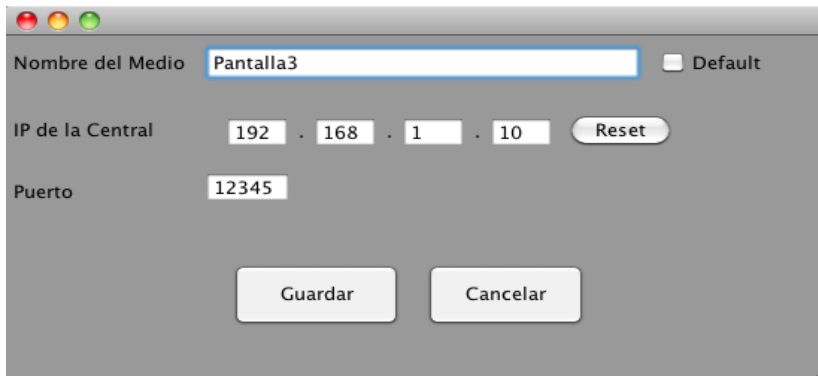 Nombre del Medio Pantalla3 Default
IP de la Central 192 . 168 . 1 . 10 Reset
Puerto 12345
Guardar Cancelar